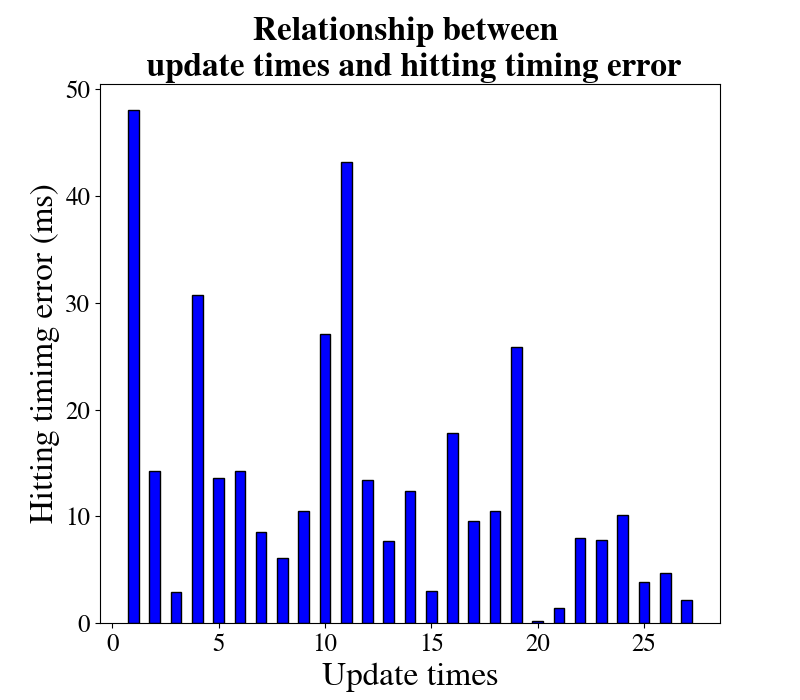 Relationship between
update times and hitting timing error
Hitting timimg error (ms)
50
40
30
20
10
0
0 5 10 15 20 25
Update times